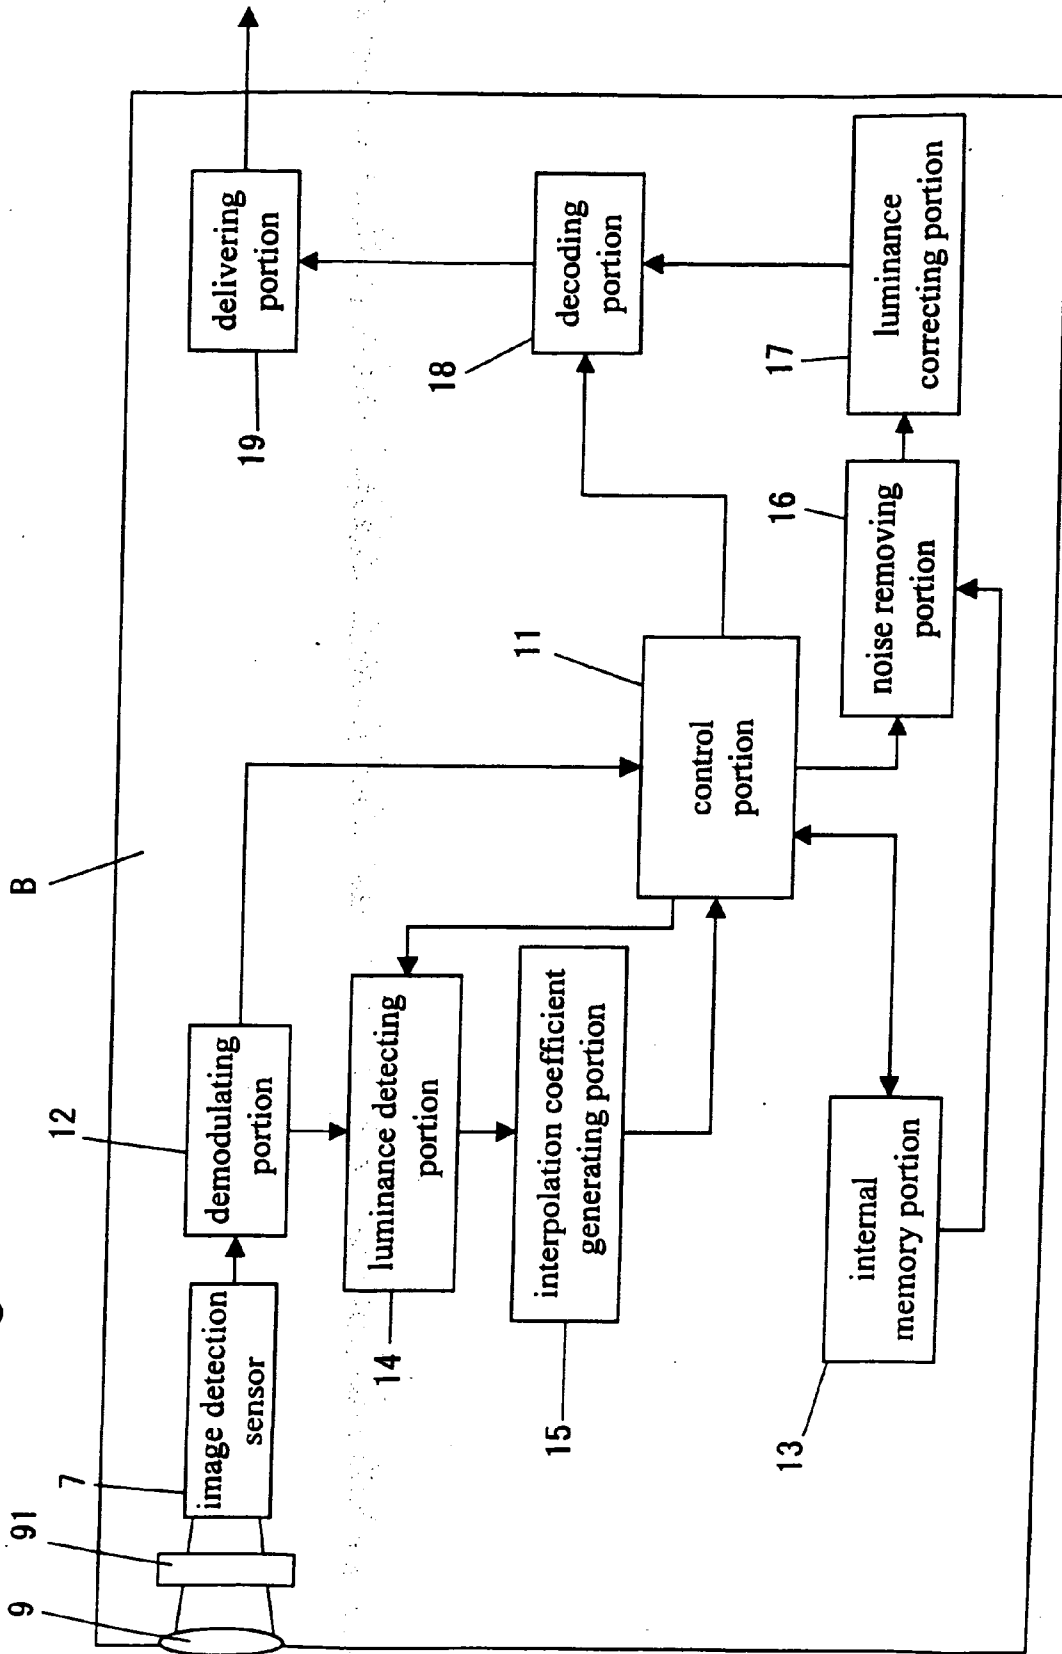 B
9
91
7
image detection
sensor
12
demodulating
portion
19
delivering
portion
14
luminance detecting
portion
15
interpolation coefficient
generating portion
11
control
portion
18
decoding
portion
13
internal
memory portion
16
noise removing
portion
17
luminance
correcting portion